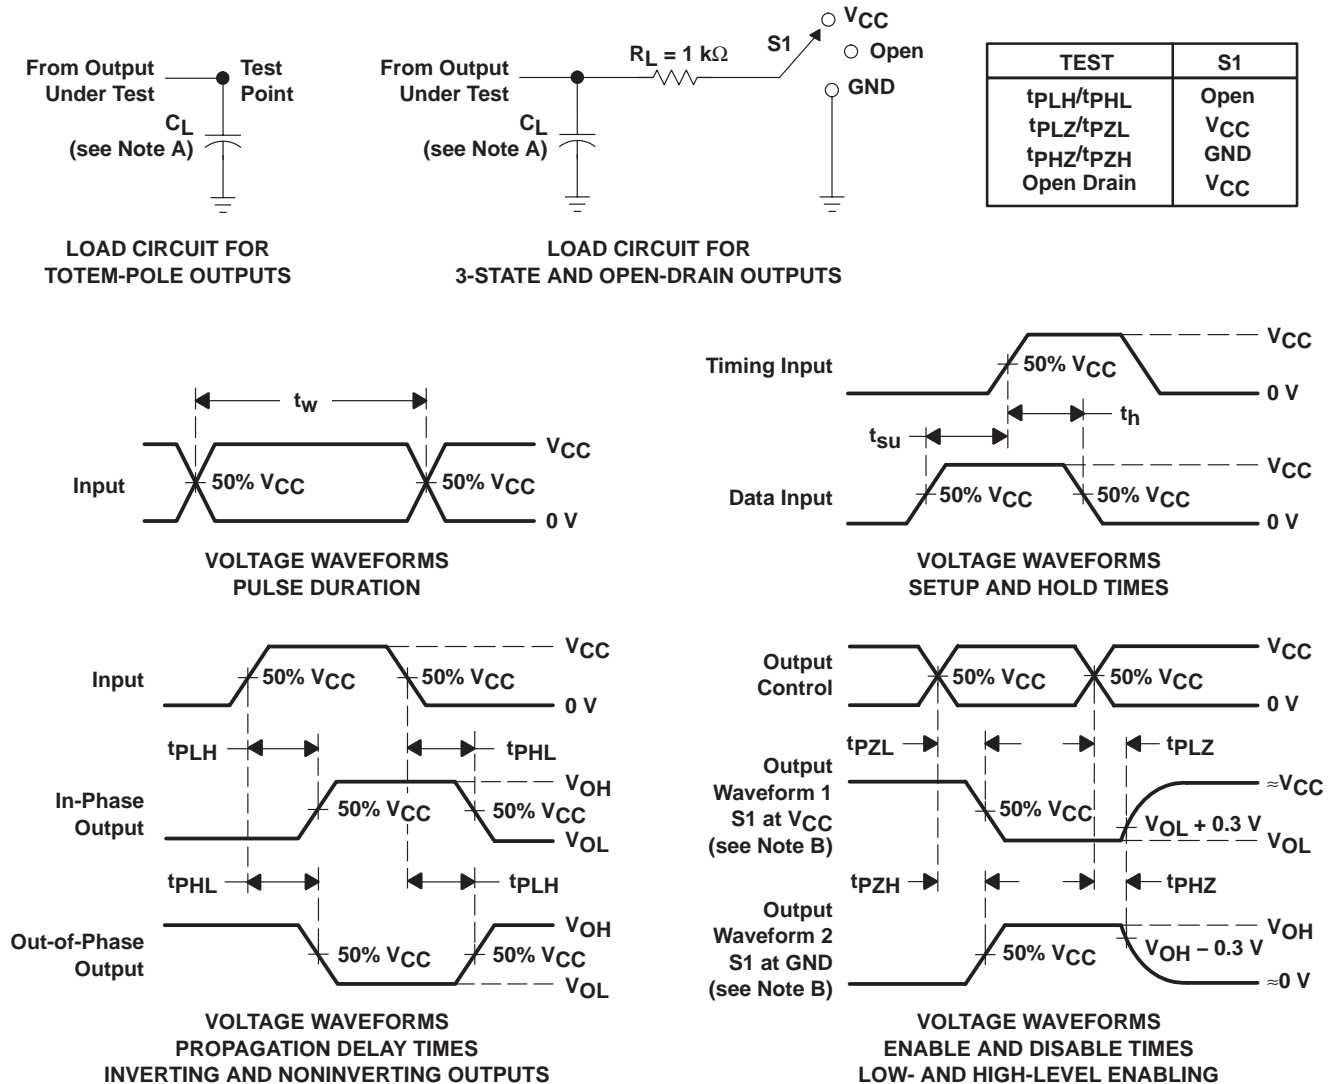 From Output
Under Test
Test
Point
CL
(see Note A)
LOAD CIRCUIT FOR
TOTEM-POLE OUTPUTS
From Output
Under Test
RL = 1 kΩ
S1
VCC
Open
GND
CL
(see Note A)
LOAD CIRCUIT FOR
3-STATE AND OPEN-DRAIN OUTPUTS
TEST S1
tPLH/tPHL Open
tPLZ/tPZL VCC
tPHZ/tPZH GND
Open Drain VCC
tw
Input
50% VCC
50% VCC
VCC
0 V
VOLTAGE WAVEFORMS
PULSE DURATION
Timing Input
50% VCC
VCC
0 V
tsu
th
Data Input
50% VCC
50% VCC
VCC
0 V
VOLTAGE WAVEFORMS
SETUP AND HOLD TIMES
Input
50% VCC
50% VCC
VCC
0 V
tPLH
tPHL
In-Phase
Output
50% VCC
50% VCC
VOH
VOL
tPHL
tPLH
Out-of-Phase
Output
50% VCC
50% VCC
VOH
VOL
VOLTAGE WAVEFORMS
PROPAGATION DELAY TIMES
INVERTING AND NONINVERTING OUTPUTS
Output
Control
50% VCC
50% VCC
VCC
0 V
tPZL
tPLZ
Output
Waveform 1
S1 at VCC
(see Note B)
50% VCC
≈VCC
VOL + 0.3 V
VOL
tPZH
tPHZ
Output
Waveform 2
S1 at GND
(see Note B)
50% VCC
VOH
VOH − 0.3 V
≈0 V
VOLTAGE WAVEFORMS
ENABLE AND DISABLE TIMES
LOW- AND HIGH-LEVEL ENABLING